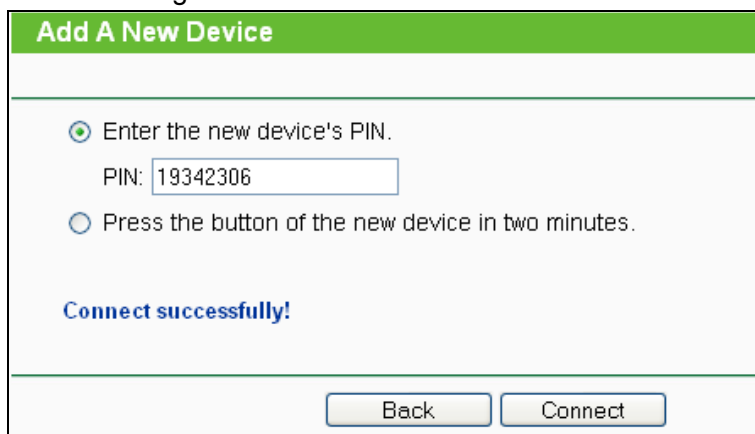 Add A New Device
Enter the new device's PIN.
PIN: 19342306
Press the button of the new device in two minutes.
Connect successfully!
Back Connect